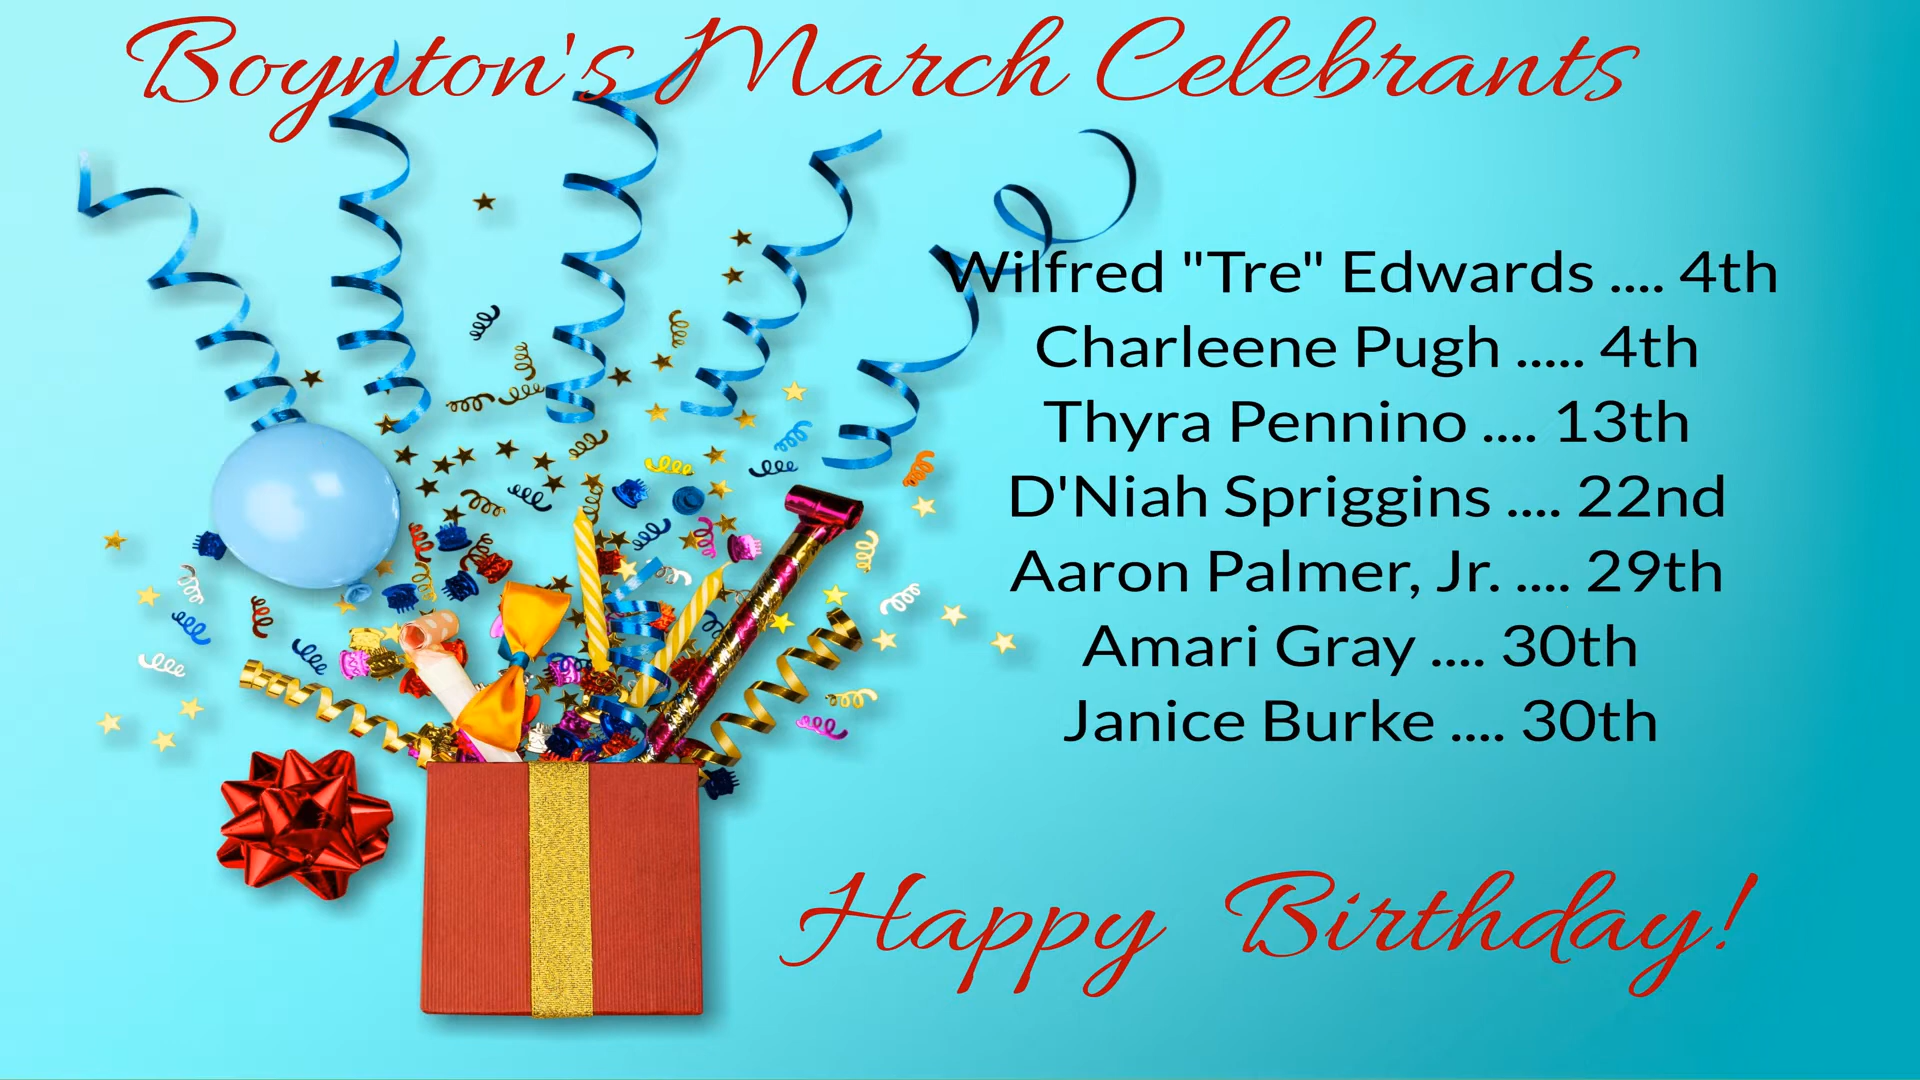 Boynton's March Celebrants
Wilfred "Tre" Edwards .... 4th
Charleene Pugh ..... 4th
Thyra Pennino .... 13th
D'Niah Spriggins .... 22nd
Aaron Palmer, Jr. .... 29th
Amari Gray .... 30th
Janice Burke .... 30th
Happy Birthday!